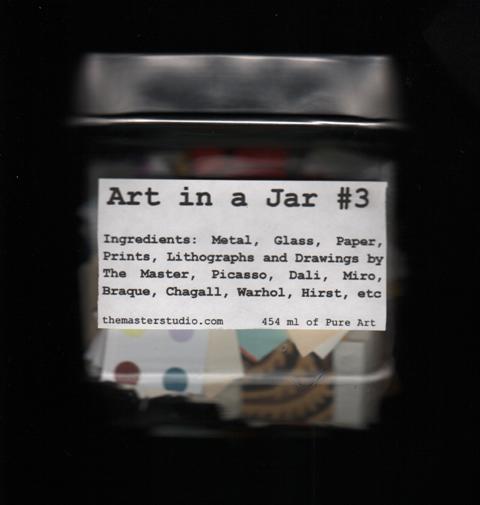 Art in a Jar #3
Ingredients: Metal, Glass, Paper,
Prints, Lithographs and Drawings by
The Master, Picasso, Dali, Miro,
Braque, Chagall, Warhol, Hirst, etc
themasterstudio.com 454 ml of Pure Art